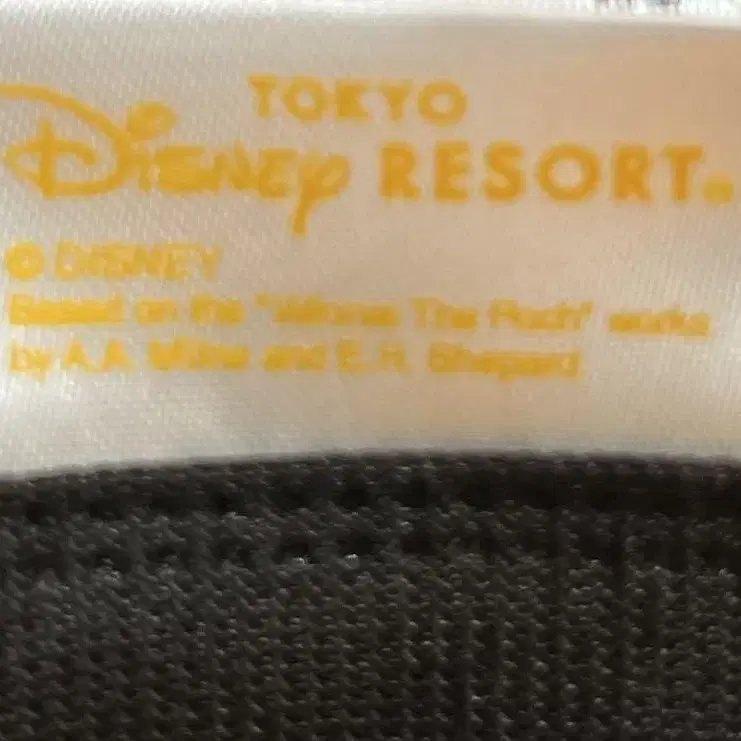 TOKYO
Disney RESORT®
© DISNEY
Based on the "Winnie The Pooh" works
by A.A. Milne and E.H. Shepard